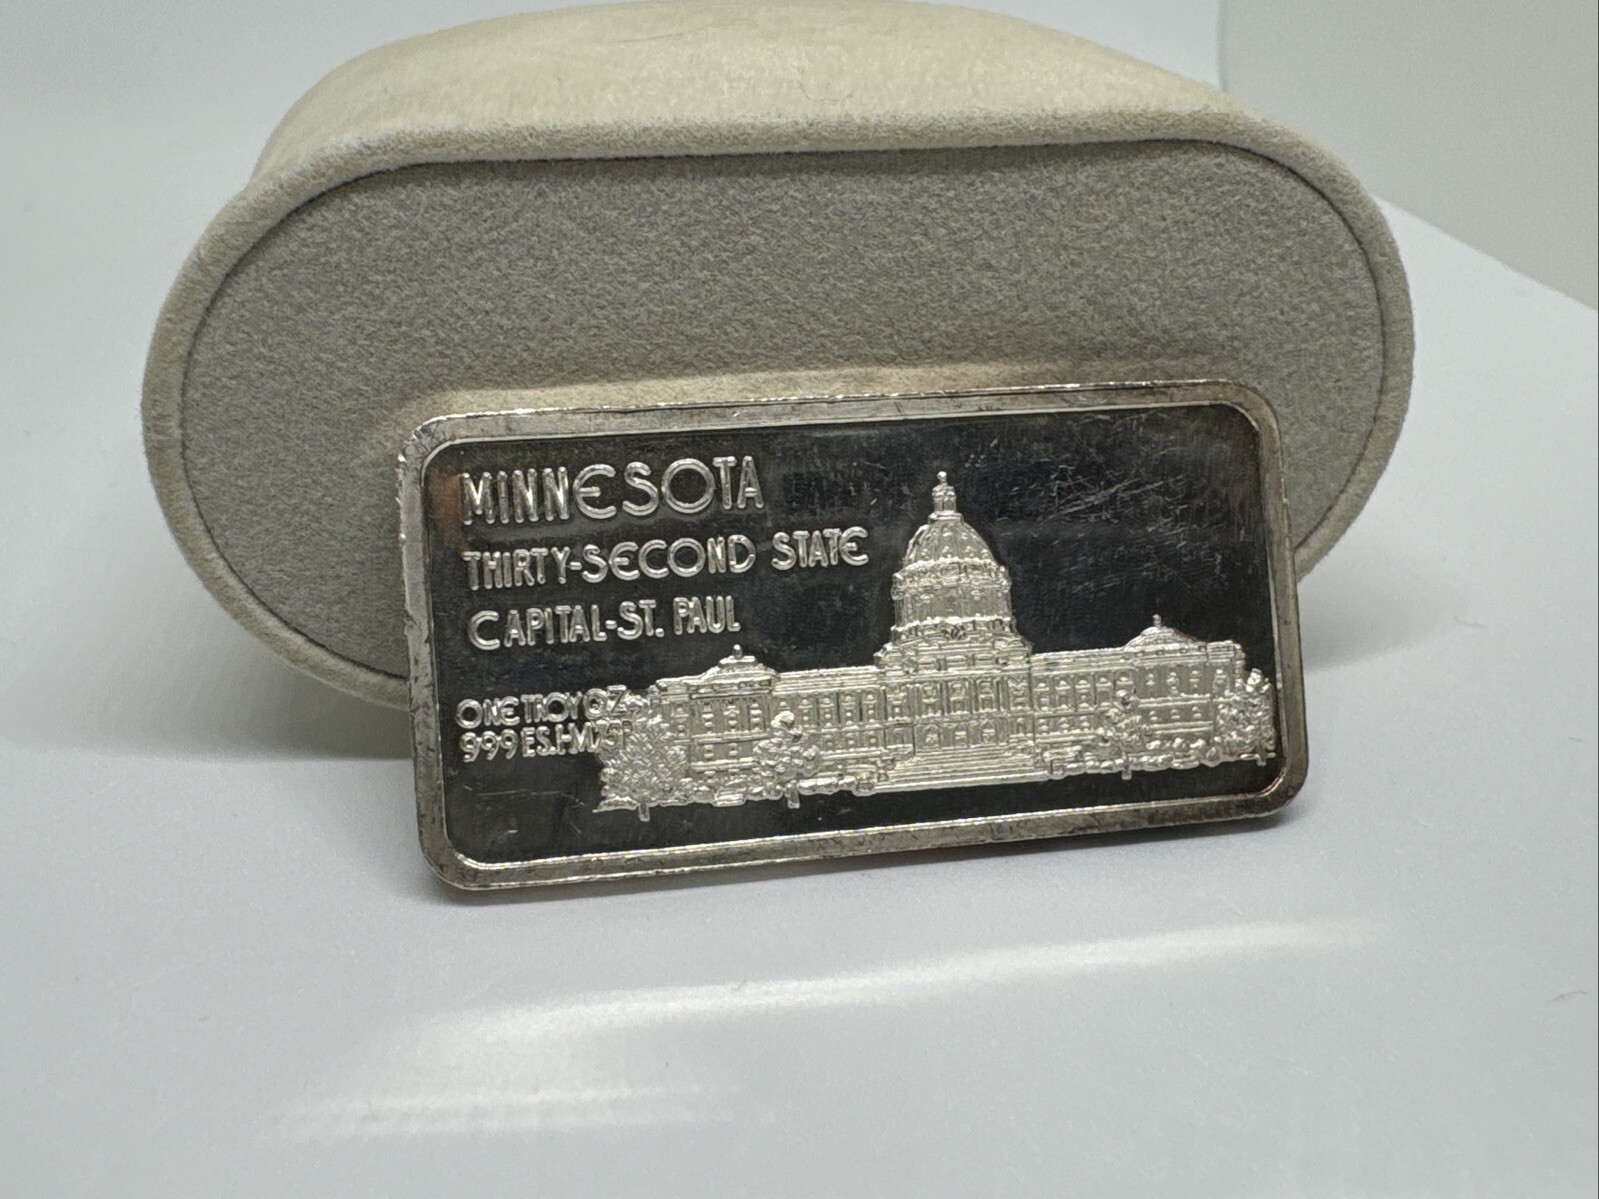 MINNESOTA
THIRTY-SECOND STATE
CAPITAL-ST. PAUL
ONE TROY OZ
999